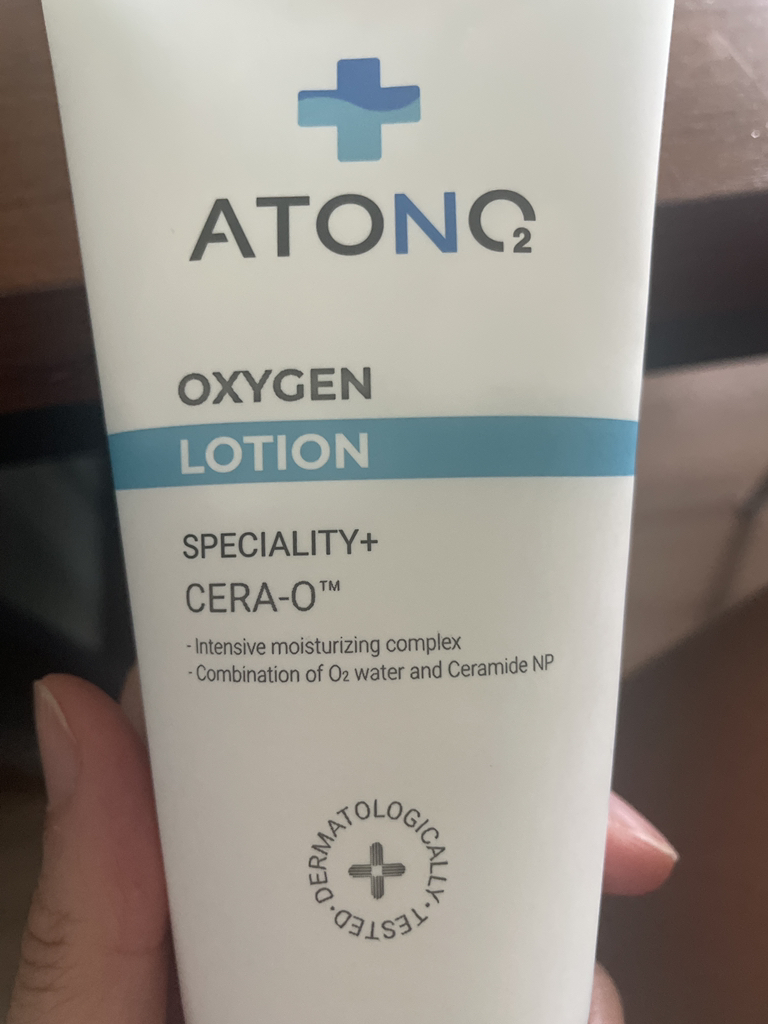 ATONO2
OXYGEN
LOTION
SPECIALITY+
CERA-O™
- Intensive moisturizing complex
- Combination of O2 water and Ceramide NP
DERMATOLOGICALLY · TESTED ·